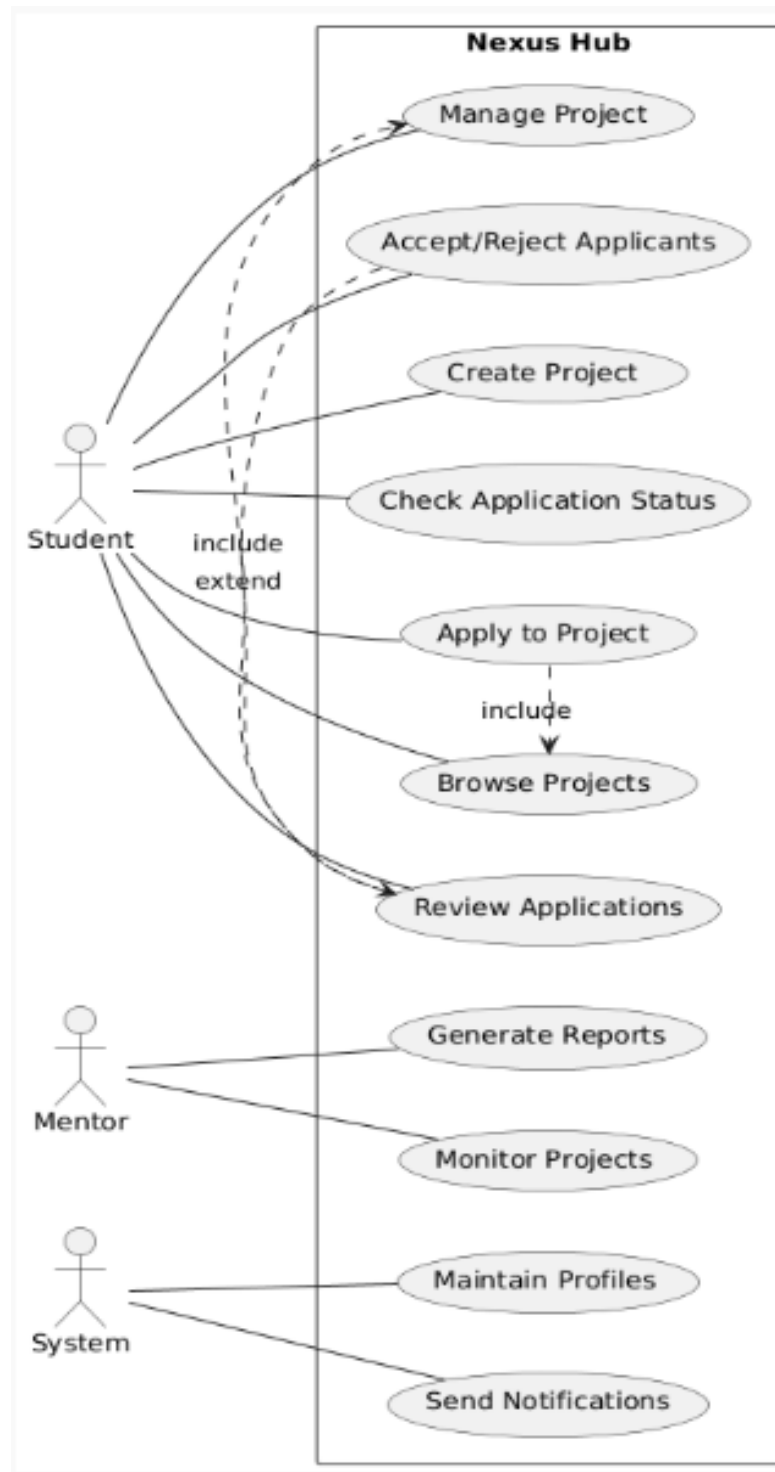 Nexus Hub
Manage Project
Accept/Reject Applicants
Create Project
Check Application Status
Student
include
extend
Apply to Project
include
Browse Projects
Review Applications
Generate Reports
Mentor
Monitor Projects
Maintain Profiles
System
Send Notifications